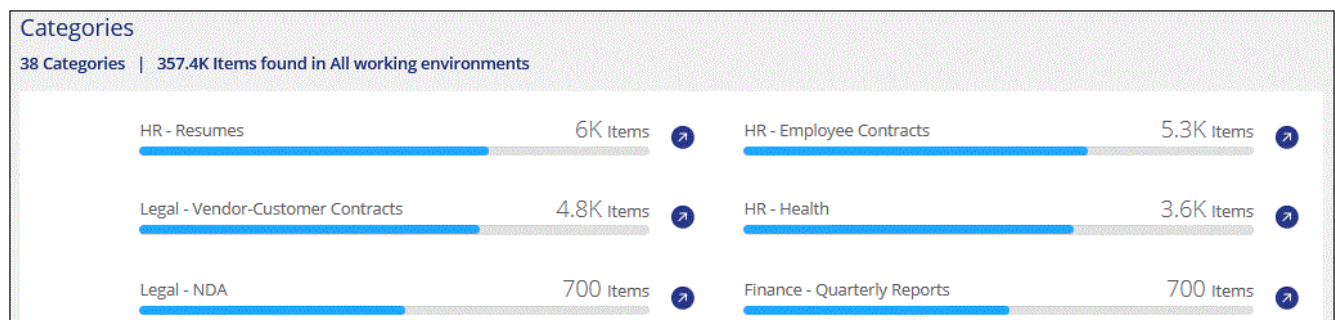 Categories
38 Categories | 357.4K Items found in All working environments
HR - Resumes 6K Items
HR - Employee Contracts 5.3K Items
Legal - Vendor-Customer Contracts 4.8K Items
HR - Health 3.6K Items
Legal - NDA 700 Items
Finance - Quarterly Reports 700 Items